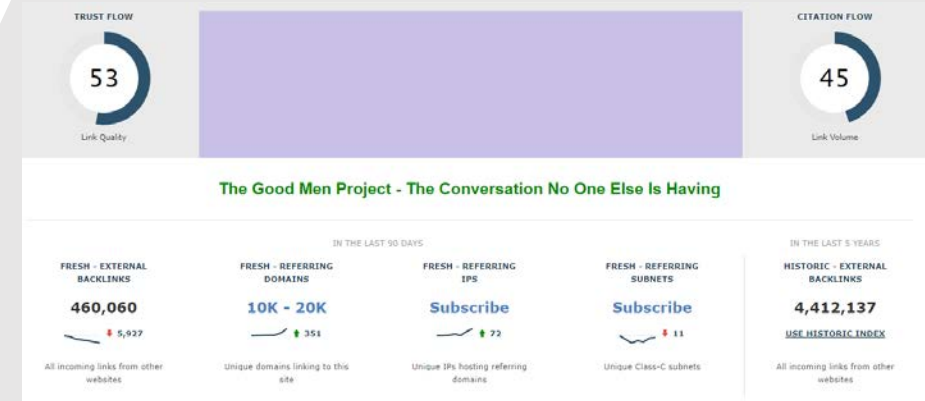 TRUST FLOW
53
Link Quality
CITATION FLOW
45
Link Volume
The Good Men Project - The Conversation No One Else Is Having
IN THE LAST 90 DAYS
FRESH - EXTERNAL
BACKLINKS
460,060
5,927
All incoming links from other
websites
FRESH - REFERRING
DOMAINS
10K - 20K
351
Unique domains linking to this
site
FRESH - REFERRING
IPS
Subscribe
72
Unique IPs hosting referring
domains
FRESH - REFERRING
SUBNETS
Subscribe
11
Unique Class-C subnets
IN THE LAST 5 YEARS
HISTORIC - EXTERNAL
BACKLINKS
4,412,137
USE HISTORIC INDEX
All incoming links from other
websites